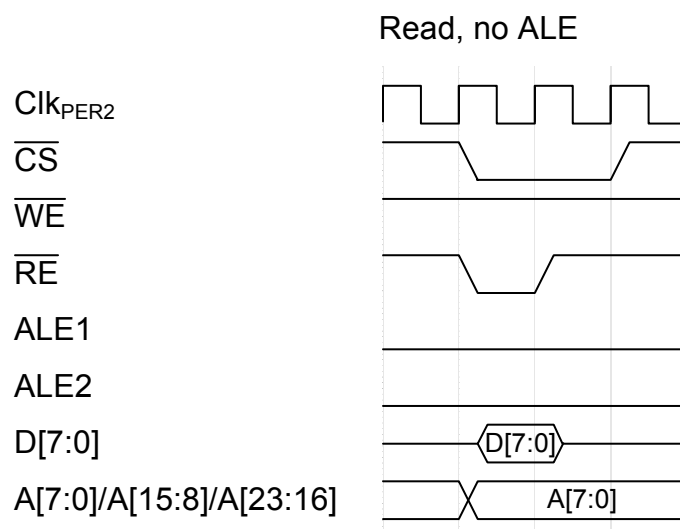 Read, no ALE
ClkPER2
CS
WE
RE
ALE1
ALE2
D[7:0] D[7:0]
A[7:0]/A[15:8]/A[23:16] A[7:0]